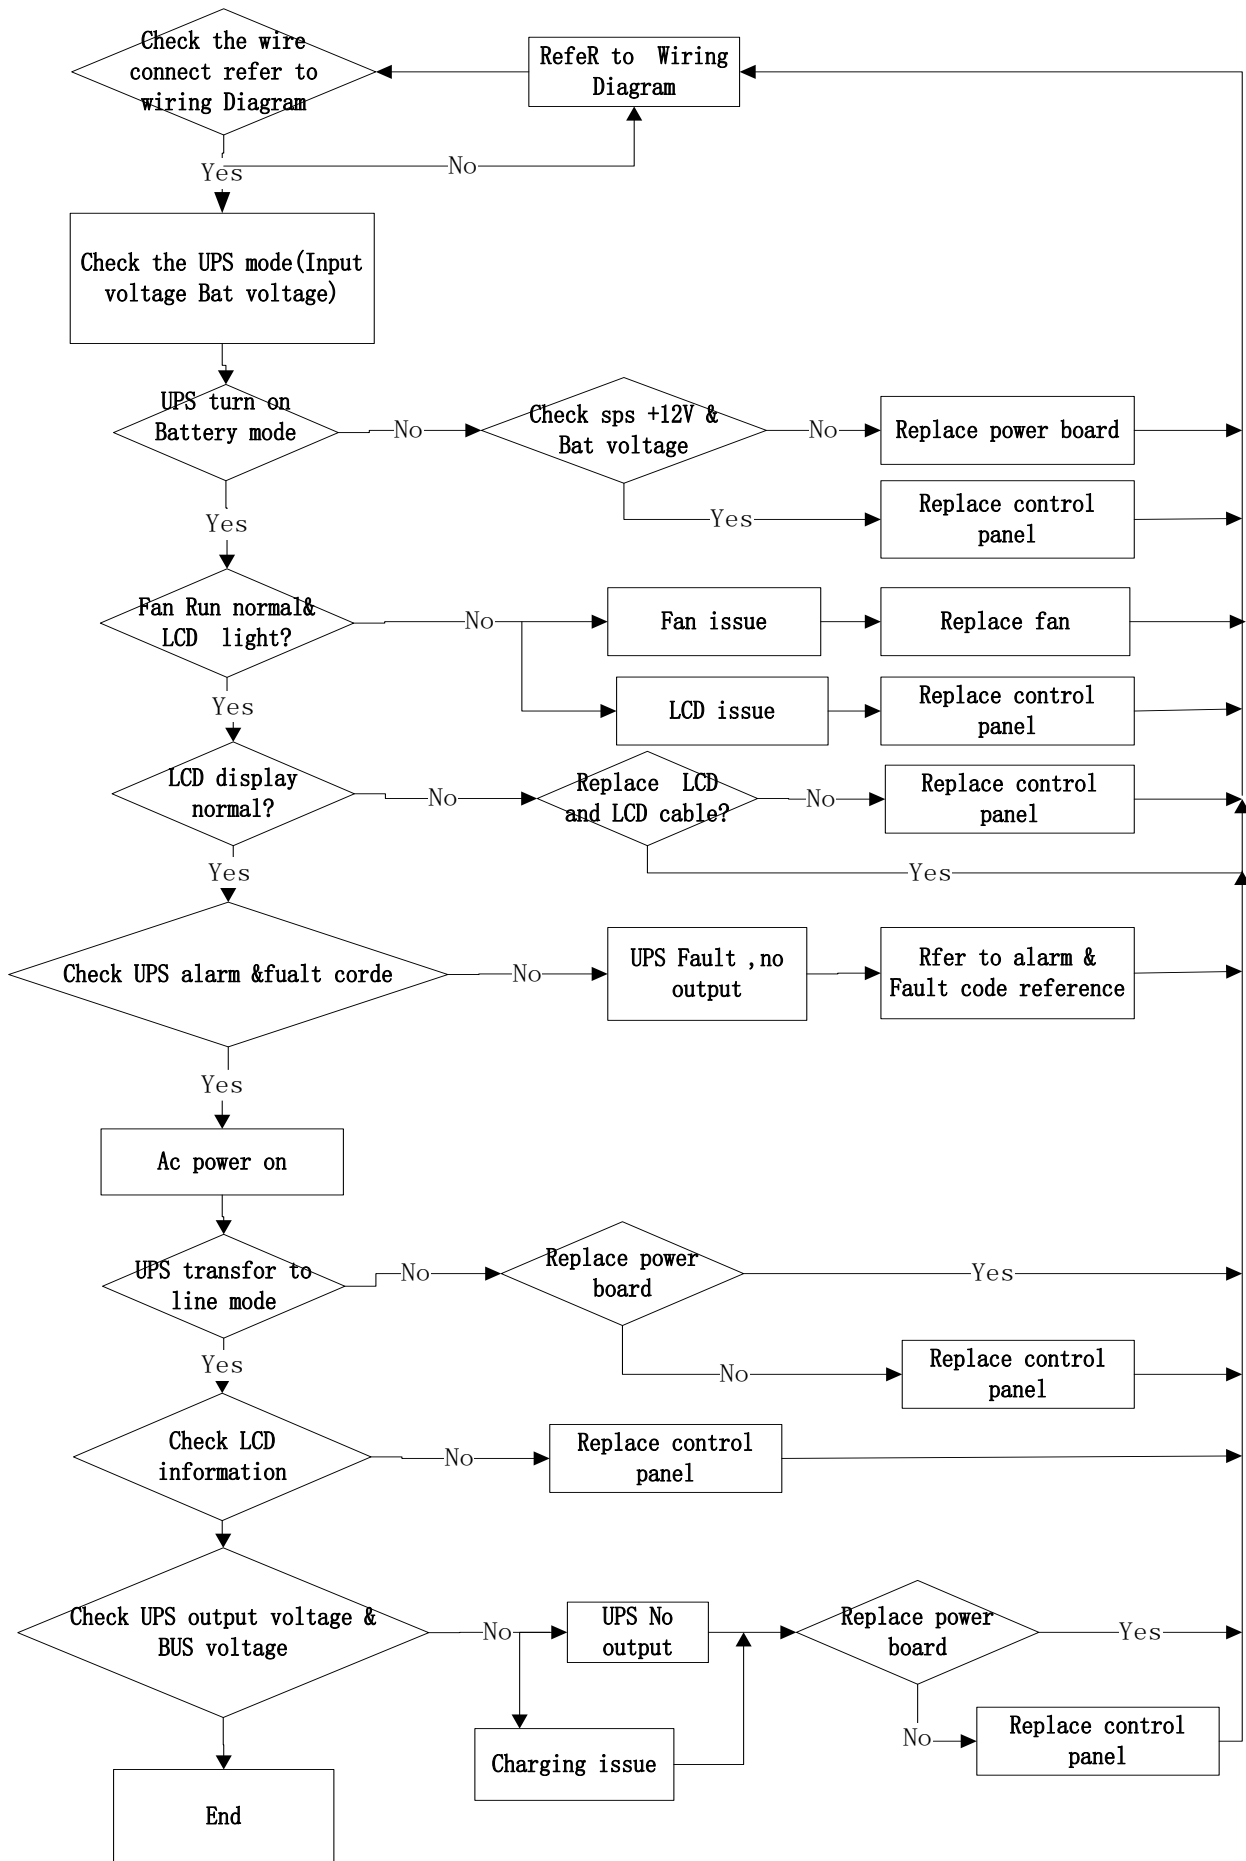 Check the wire
connect refer to
wiring Diagram
RefeR to Wiring
Diagram
Yes
No
Check the UPS mode(Input
voltage Bat voltage)
UPS turn on
Battery mode
No
Check sps +12V &
Bat voltage
No
Replace power board
Yes
Replace control
panel
Yes
Fan Run normal&
LCD light?
No
Fan issue
Replace fan
LCD issue
Replace control
panel
Yes
LCD display
normal?
No
Replace LCD
and LCD cable?
No
Replace control
panel
Yes
Yes
Check UPS alarm &fualt corde
No
UPS Fault ,no
output
Rfer to alarm &
Fault code reference
Yes
Ac power on
UPS transfor to
line mode
No
Replace power
board
Yes
No
Replace control
panel
Yes
Check LCD
information
No
Replace control
panel
Check UPS output voltage &
BUS voltage
No
UPS No
output
Replace power
board
Yes
Charging issue
No
Replace control
panel
End